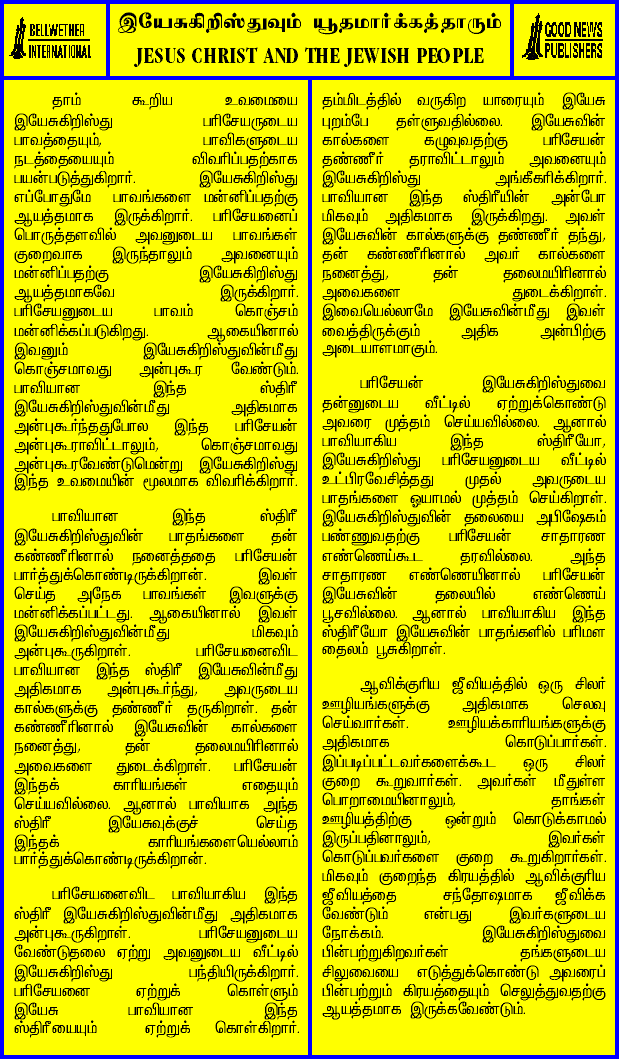 BELLWETHER
INTERNATIONAL
இயேசுகிறிஸ்துவும் யூதமார்க்கத்தாரும்
JESUS CHRIST AND THE JEWISH PEOPLE
GOOD NEWS
PUBLISHERS
தாம் கூறிய உவமையை
இயேசுகிறிஸ்து பரிசேயருடைய
பாவத்தையும், பாவிகளுடைய
நடத்தையையும் விவரிப்பதற்காக
பயன்படுத்துகிறார். இயேசுகிறிஸ்து
எப்போதுமே பாவங்களை மன்னிப்பதற்கு
ஆயத்தமாக இருக்கிறார். பரிசேயனைப்
பொருத்தளவில் அவனுடைய பாவங்கள்
குறைவாக இருந்தாலும் அவனையும்
மன்னிப்பதற்கு இயேசுகிறிஸ்து
ஆயத்தமாகவே இருக்கிறார்.
பரிசேயனுடைய பாவம் கொஞ்சம்
மன்னிக்கப்படுகிறது. ஆகையினால்
இவனும் இயேசுகிறிஸ்துவின்மீது
கொஞ்சமாவது அன்புகூர வேண்டும்.
பாவியான இந்த ஸ்திரீ
இயேசுகிறிஸ்துவின்மீது அதிகமாக
அன்புகூர்ந்ததுபோல இந்த பரிசேயன்
அன்புகூராவிட்டாலும், கொஞ்சமாவது
அன்புகூரவேண்டுமென்று இயேசுகிறிஸ்து
இந்த உவமையின் மூலமாக விவரிக்கிறார்.
பாவியான இந்த ஸ்திரீ
இயேசுகிறிஸ்துவின் பாதங்களை தன்
கண்ணீரினால் நனைத்ததை பரிசேயன்
பார்த்துக்கொண்டிருக்கிறான். இவள்
செய்த அநேக பாவங்கள் இவளுக்கு
மன்னிக்கப்பட்டது. ஆகையினால் இவள்
இயேசுகிறிஸ்துவின்மீது மிகவும்
அன்புகூருகிறாள். பரிசேயனைவிட
பாவியான இந்த ஸ்திரீ இயேசுவின்மீது
அதிகமாக அன்புகூர்ந்து, அவருடைய
கால்களுக்கு தண்ணீர் தருகிறாள். தன்
கண்ணீரினால் இயேசுவின் கால்களை
நனைத்து, தன் தலைமயிரினால்
அவைகளை துடைக்கிறாள். பரிசேயன்
இந்தக் காரியங்கள் எதையும்
செய்யவில்லை. ஆனால் பாவியாக அந்த
ஸ்திரீ இயேசுவுக்குச் செய்த
இந்தக் காரியங்களையெல்லாம்
பார்த்துக்கொண்டிருக்கிறான்.
பரிசேயனைவிட பாவியாகிய இந்த
ஸ்திரீ இயேசுகிறிஸ்துவின்மீது அதிகமாக
அன்புகூருகிறாள். பரிசேயனுடைய
வேண்டுதலை ஏற்று அவனுடைய வீட்டில்
இயேசுகிறிஸ்து பந்தியிருக்கிறார்.
பரிசேயனை ஏற்றுக் கொள்ளும்
இயேசு பாவியான இந்த
ஸ்திரீயையும் ஏற்றுக் கொள்கிறார்.
தம்மிடத்தில் வருகிற யாரையும் இயேசு
புறம்பே தள்ளுவதில்லை. இயேசுவின்
கால்களை கழுவுவதற்கு பரிசேயன்
தண்ணீர் தராவிட்டாலும் அவனையும்
இயேசுகிறிஸ்து அங்கீகரிக்கிறார்.
பாவியான இந்த ஸ்திரீயின் அன்போ
மிகவும் அதிகமாக இருக்கிறது. அவள்
இயேசுவின் கால்களுக்கு தண்ணீர் தந்து,
தன் கண்ணீரினால் அவர் கால்களை
நனைத்து, தன் தலைமயிரினால்
அவைகளை துடைக்கிறாள்.
இவையெல்லாமே இயேசுவின்மீது இவள்
வைத்திருக்கும் அதிக அன்பிற்கு
அடையாளமாகும்.
பரிசேயன் இயேசுகிறிஸ்துவை
தன்னுடைய வீட்டில் ஏற்றுக்கொண்டு
அவரை முத்தம் செய்யவில்லை. ஆனால்
பாவியாகிய இந்த ஸ்திரீயோ,
இயேசுகிறிஸ்து பரிசேயனுடைய வீட்டில்
உட்பிரவேசித்தது முதல் அவருடைய
பாதங்களை ஓயாமல் முத்தம் செய்கிறாள்.
இயேசுகிறிஸ்துவின் தலையை அபிஷேகம்
பண்ணுவதற்கு பரிசேயன் சாதாரண
எண்ணெய்கூட தரவில்லை. அந்த
சாதாரண எண்ணெயினால் பரிசேயன்
இயேசுவின் தலையில் எண்ணெய்
பூசவில்லை. ஆனால் பாவியாகிய இந்த
ஸ்திரீயோ இயேசுவின் பாதங்களில் பரிமள
தைலம் பூசுகிறாள்.
ஆவிக்குரிய ஜீவியத்தில் ஒரு சிலர்
ஊழியங்களுக்கு அதிகமாக செலவு
செய்வார்கள். ஊழியக்காரியங்களுக்கு
அதிகமாக கொடுப்பார்கள்.
இப்படிப்பட்டவர்களைக்கூட ஒரு சிலர்
குறை கூறுவார்கள். அவர்கள் மீதுள்ள
பொறாமையினாலும், தாங்கள்
ஊழியத்திற்கு ஒன்றும் கொடுக்காமல்
இருப்பதினாலும், இவர்கள்
கொடுப்பவர்களை குறை கூறுகிறார்கள்.
மிகவும் குறைந்த கிரயத்தில் ஆவிக்குரிய
ஜீவியத்தை சந்தோஷமாக ஜீவிக்க
வேண்டும் என்பது இவர்களுடைய
நோக்கம். இயேசுகிறிஸ்துவை
பின்பற்றுகிறவர்கள் தங்களுடைய
சிலுவையை எடுத்துக்கொண்டு அவரைப்
பின்பற்றும் கிரயத்தையும் செலுத்துவதற்கு
ஆயத்தமாக இருக்கவேண்டும்.